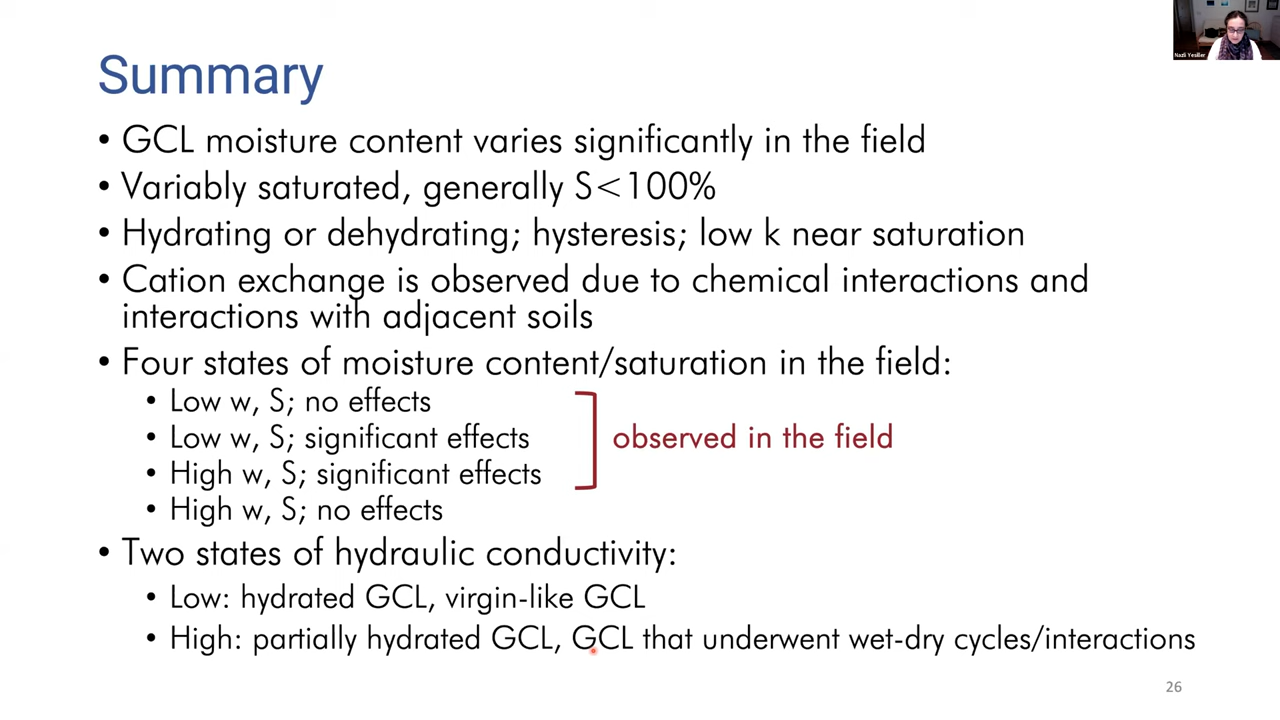 Nazli Yesiller
Summary
• GCL moisture content varies significantly in the field
• Variably saturated, generally S<100%
• Hydrating or dehydrating; hysteresis; low k near saturation
• Cation exchange is observed due to chemical interactions and
interactions with adjacent soils
• Four states of moisture content/saturation in the field:
• Low w, S; no effects
• Low w, S; significant effects
observed in the field
• High w, S; significant effects
• High w, S; no effects
• Two states of hydraulic conductivity:
• Low: hydrated GCL, virgin-like GCL
• High: partially hydrated GCL, GCL that underwent wet-dry cycles/interactions
26